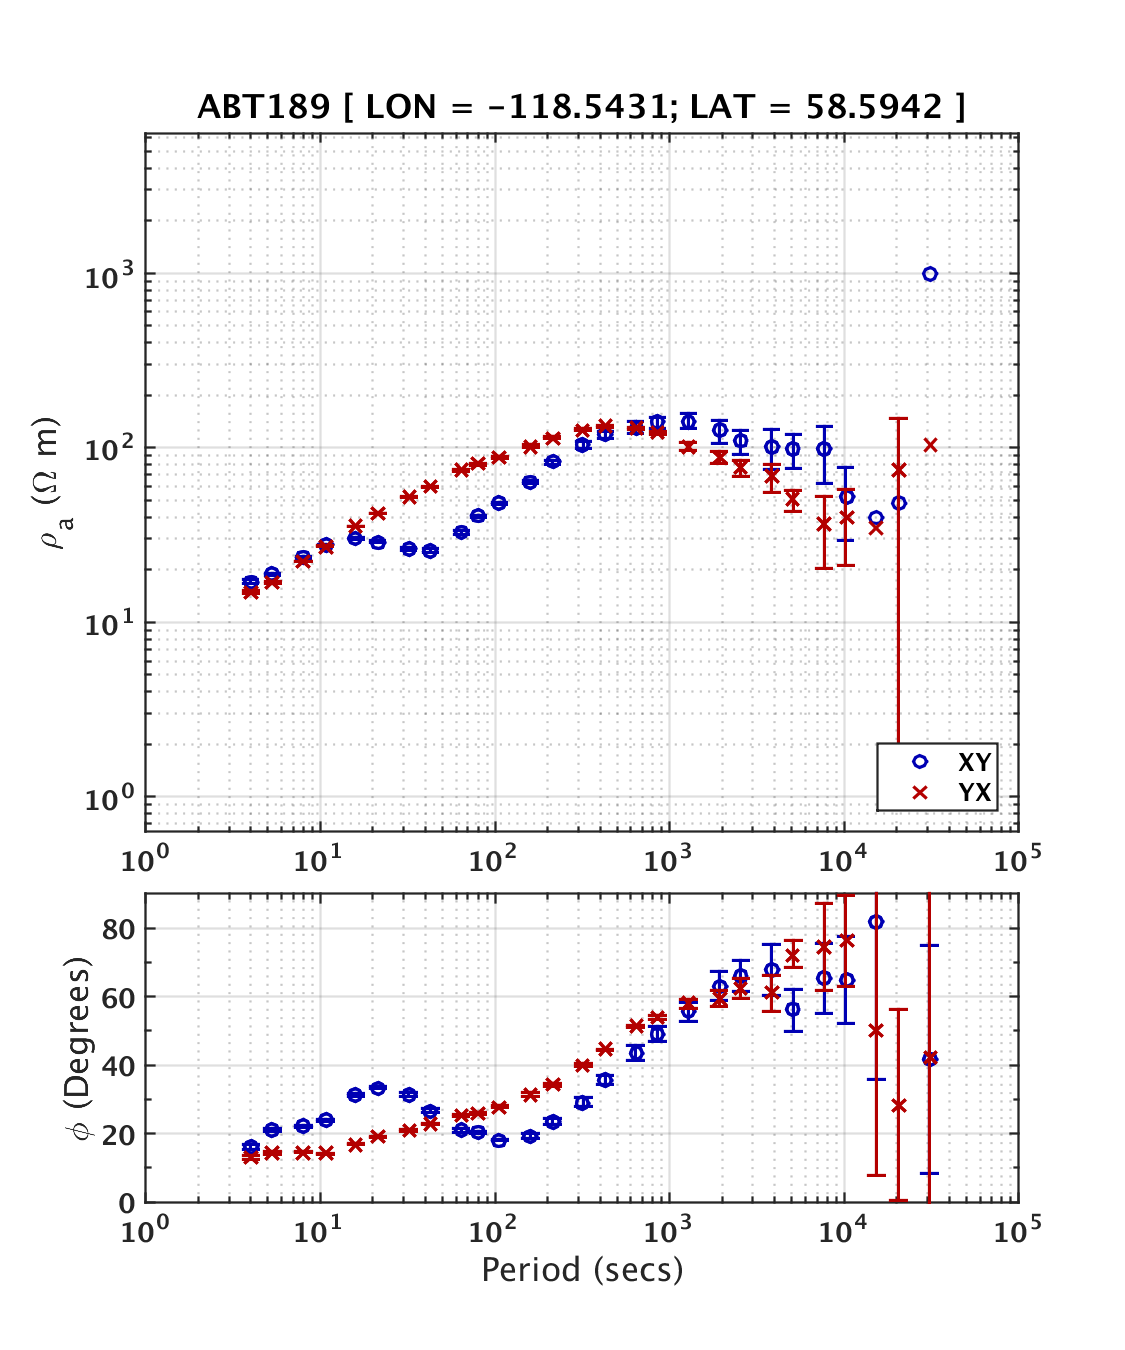 ABT189 [ LON = -118.5431; LAT = 58.5942 ]
ρa (Ω m)
10³
10²
10¹
10⁰
XY
YX
10⁰ 10¹ 10² 10³ 10⁴ 10⁵
ϕ (Degrees)
80
60
40
20
0
10⁰ 10¹ 10² 10³ 10⁴ 10⁵
Period (secs)